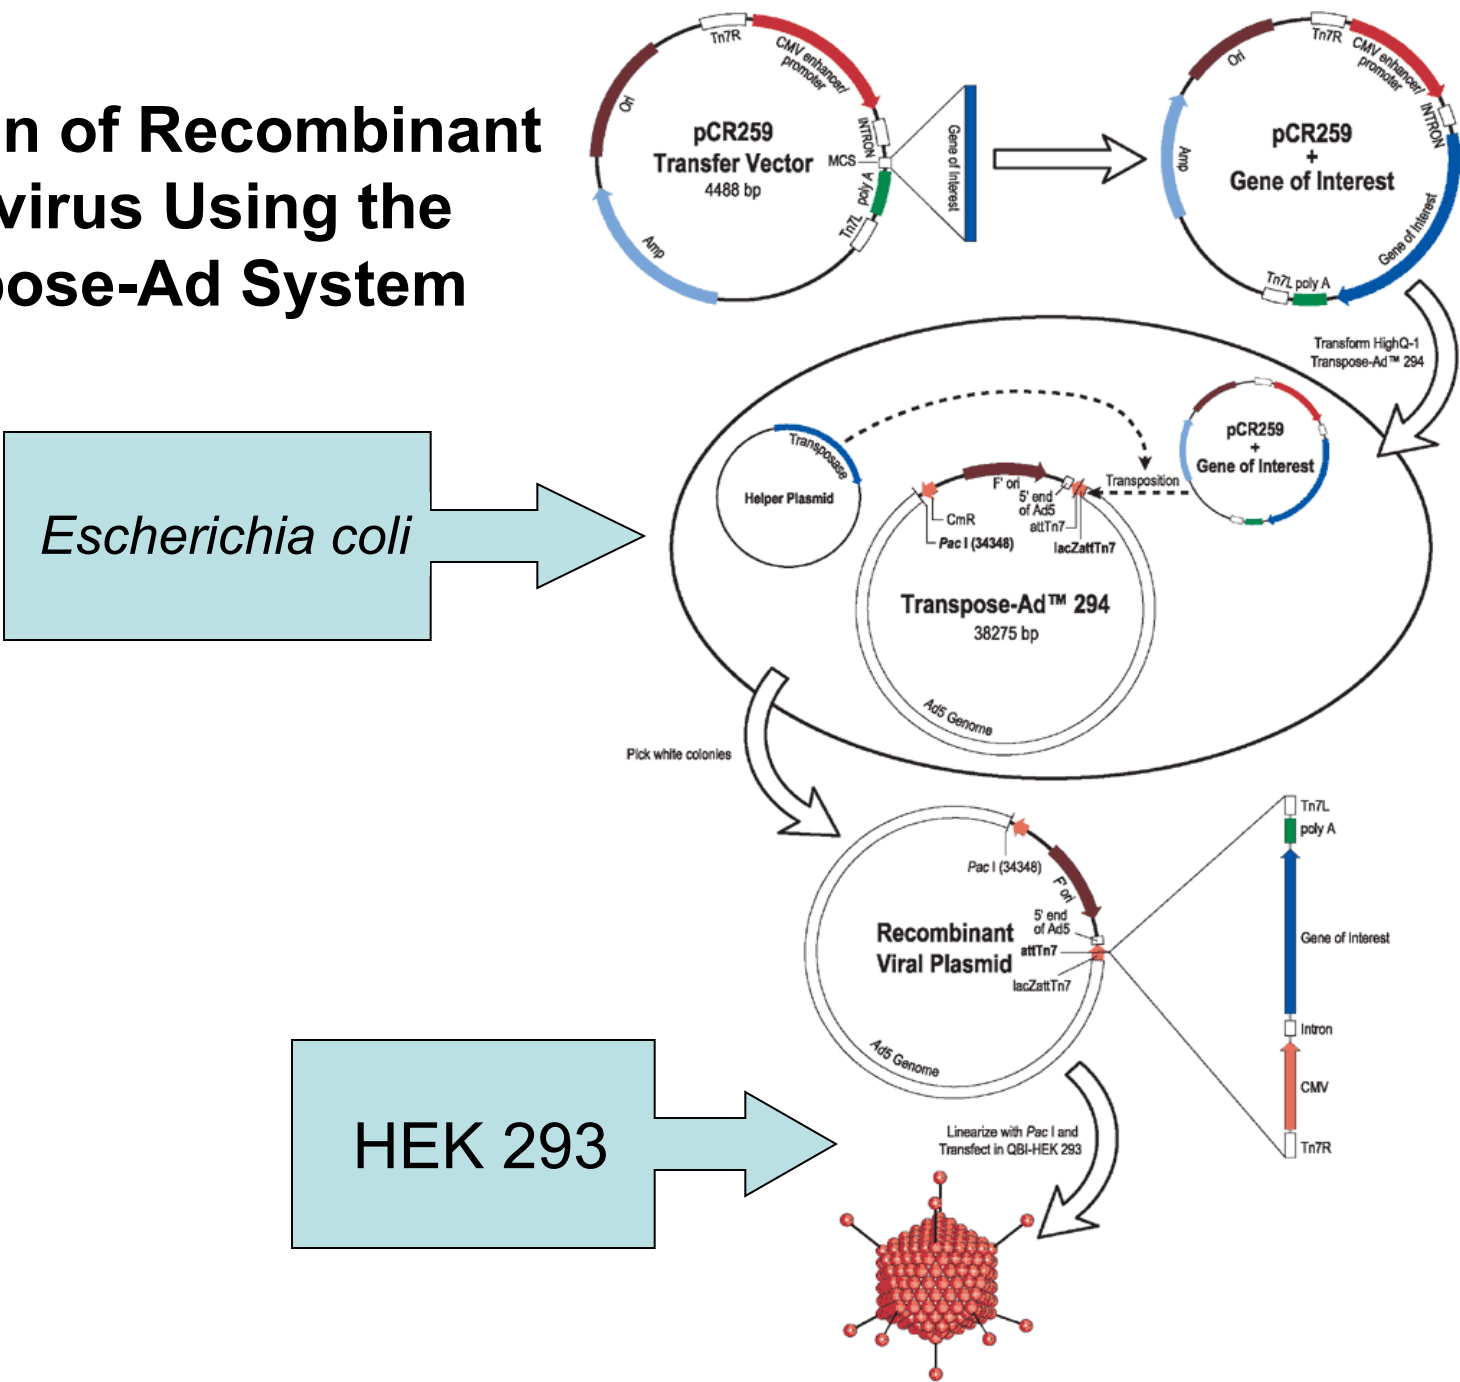 n of Recombinant
virus Using the
pose-Ad System
Tn7R
CMV enhancer/
promoter
Ori
INTRON
MCS
poly A
Tn7L
Amp
pCR259
Transfer Vector
4488 bp
Gene of Interest
Tn7R
CMV enhancer/
promoter
Ori
INTRON
Amp
pCR259
+
Gene of Interest
Gene of Interest
Tn7L poly A
Transform HighQ-1
Transpose-Ad™ 294
Escherichia coli
Transposase
Helper Plasmid
pCR259
+
Gene of Interest
Transposition
F' ori
5' end
of Ad5
attTn7
lacZattTn7
CmR
Pac I (34348)
Transpose-Ad™ 294
38275 bp
Ad5 Genome
Pick white colonies
Pac I (34348)
F' ori
5' end
of Ad5
attTn7
lacZattTn7
Recombinant
Viral Plasmid
Ad5 Genome
Tn7L
poly A
Gene of Interest
Intron
CMV
Tn7R
HEK 293
Linearize with Pac I and
Transfect in QBI-HEK 293